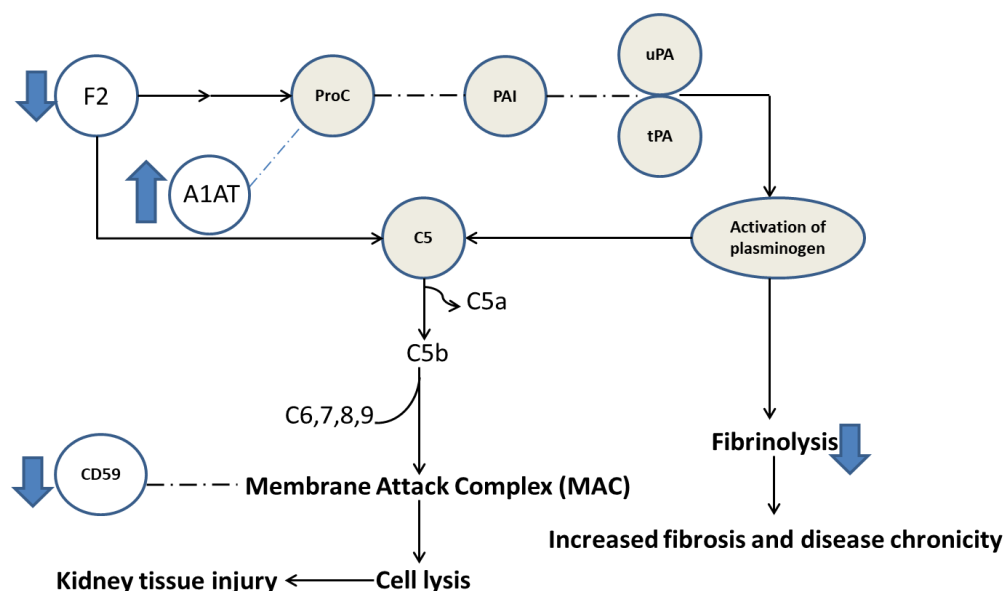 uPA
F2
ProC
PAI
tPA
A1AT
C5
Activation of
plasminogen
C5a
C5b
C6,7,8,9
Fibrinolysis
CD59
Membrane Attack Complex (MAC)
Increased fibrosis and disease chronicity
Kidney tissue injury
Cell lysis